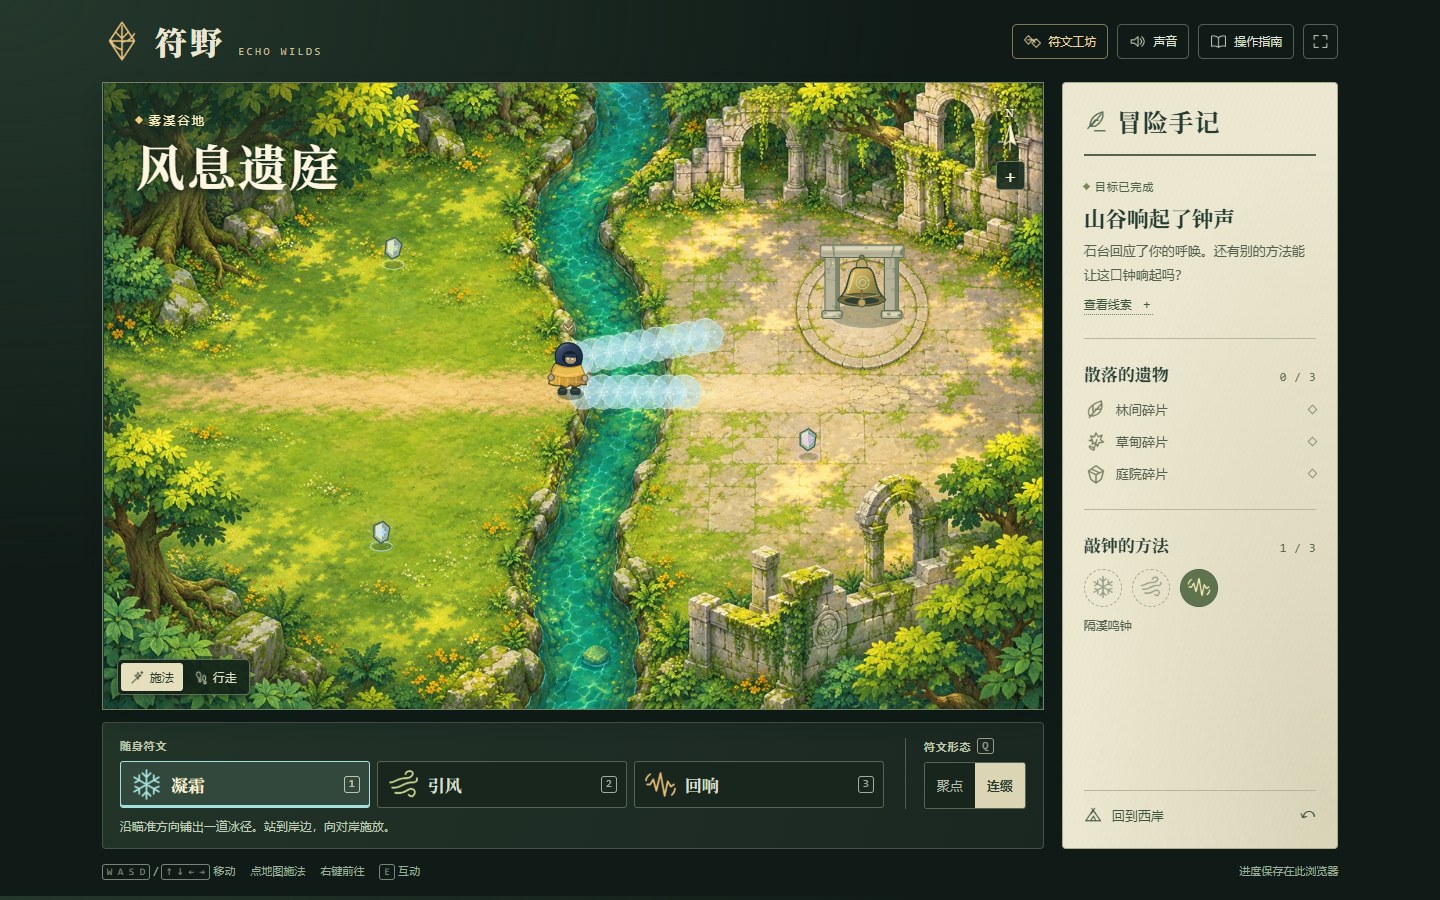 符野 ECHO WILDS
符文工坊
声音
操作指南
雾溪谷地
风息遗庭
N
+
施法
行走
冒险手记
目标已完成
山谷响起了钟声
石台回应了你的呼唤。还有别的方法能
让这口钟响起吗?
查看线索 +
散落的遗物 0 / 3
林间碎片
草甸碎片
庭院碎片
敲钟的方法 1 / 3
隔溪鸣钟
回到西岸
随身符文
凝霜 1
引风 2
回响 3
沿瞄准方向铺出一道冰径。站到岸边，向对岸施放。
符文形态 Q
聚点 连缀
W A S D / ↑ ↓ ← → 移动 点地图施法 右键前往 E 互动
进度保存在此浏览器